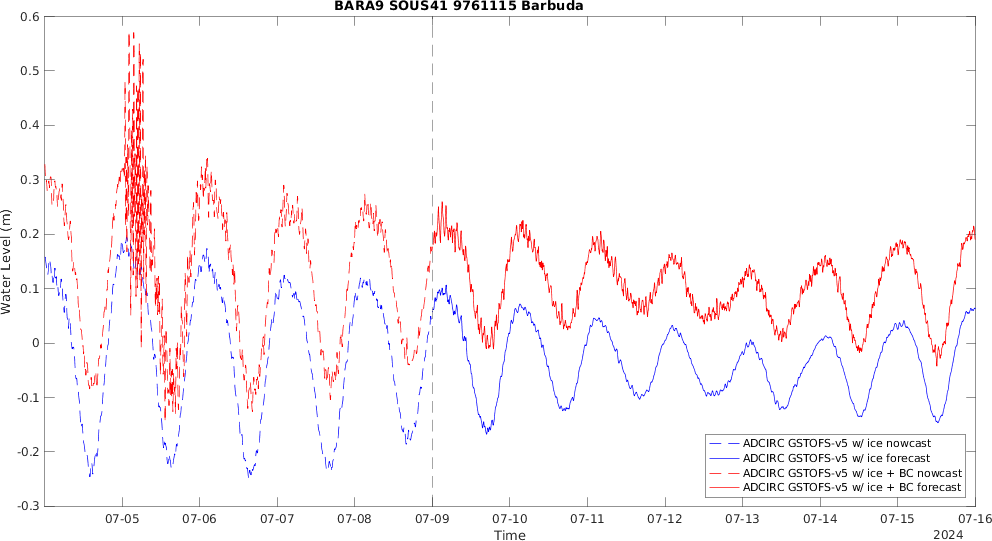 BARA9 SOUS41 9761115 Barbuda
0.6
0.5
0.4
0.3
0.2
0.1
0
-0.1
-0.2
-0.3
Water Level (m)
ADCIRC GSTOFS-v5 w/ ice nowcast
ADCIRC GSTOFS-v5 w/ ice forecast
ADCIRC GSTOFS-v5 w/ ice + BC nowcast
ADCIRC GSTOFS-v5 w/ ice + BC forecast
07-05 07-06 07-07 07-08 07-09 07-10 07-11 07-12 07-13 07-14 07-15 07-16
Time
2024